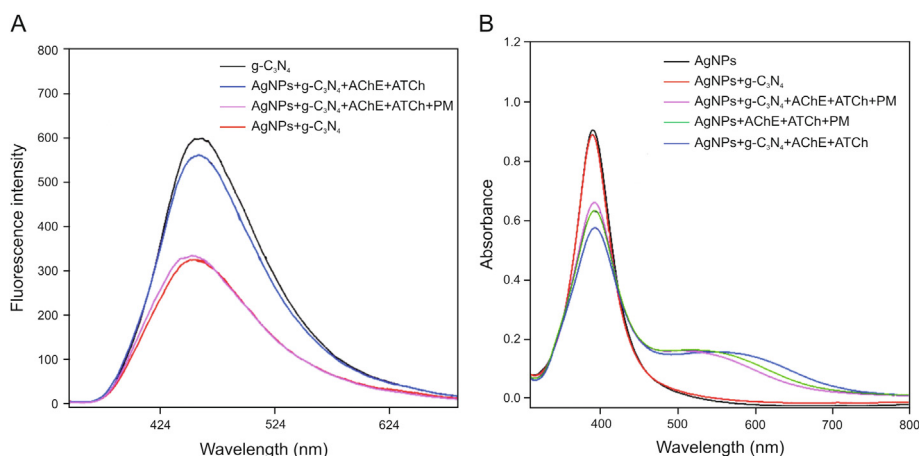 A
800
700
600
500
400
300
200
100
0
Fluorescence intensity
g-C₃N₄
AgNPs+g-C₃N₄+AChE+ATCh
AgNPs+g-C₃N₄+AChE+ATCh+PM
AgNPs+g-C₃N₄
424
524
624
Wavelength (nm)
B
1.2
1.0
0.8
0.6
0.4
0.2
0.0
Absorbance
AgNPs
AgNPs+g-C₃N₄
AgNPs+g-C₃N₄+AChE+ATCh+PM
AgNPs+AChE+ATCh+PM
AgNPs+g-C₃N₄+AChE+ATCh
400
500
600
700
800
Wavelength (nm)